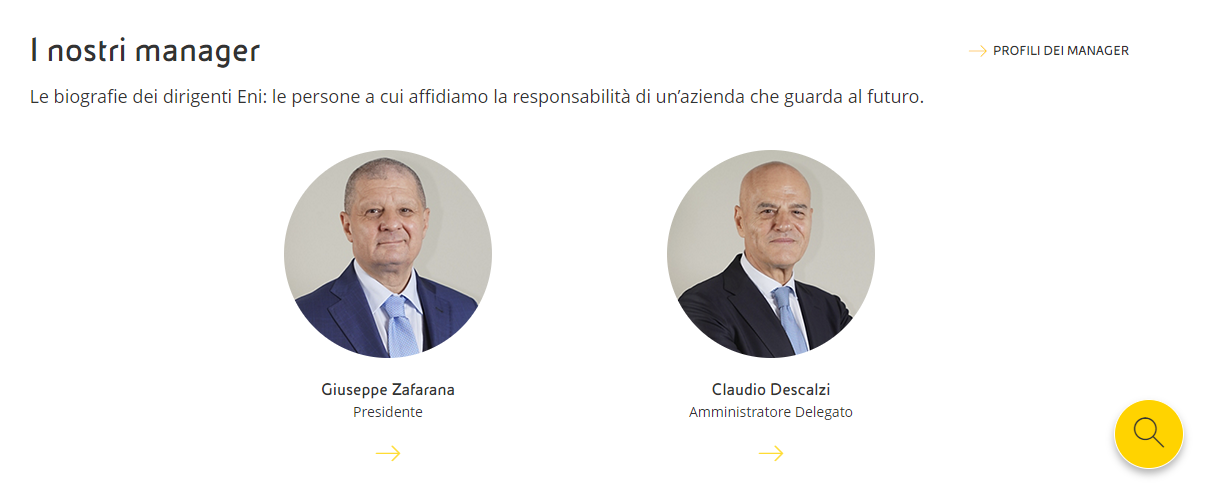 I nostri manager
PROFILI DEI MANAGER
Le biografie dei dirigenti Eni: le persone a cui affidiamo la responsabilità di un’azienda che guarda al futuro.
Giuseppe Zafarana
Claudio Descalzi
Presidente
Amministratore Delegato